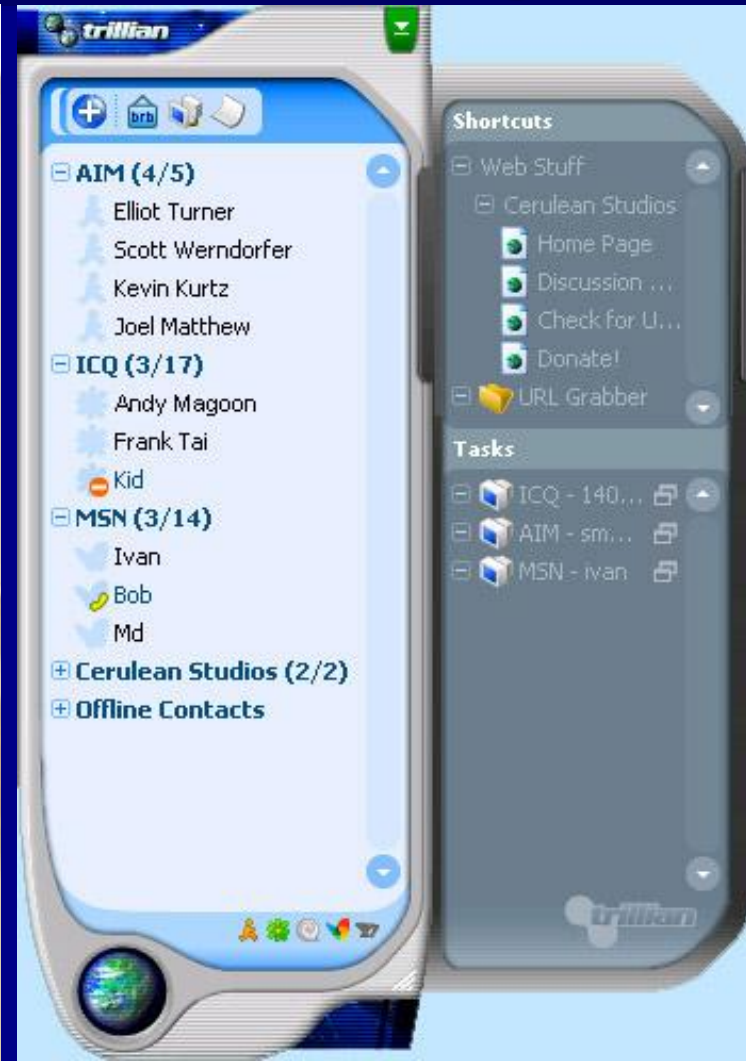 trillian
brb
AIM (4/5)
Elliot Turner
Scott Werndorfer
Kevin Kurtz
Joel Matthew
ICQ (3/17)
Andy Magoon
Frank Tai
Kid
MSN (3/14)
Ivan
Bob
Md
Cerulean Studios (2/2)
Offline Contacts
Shortcuts
Web Stuff
Cerulean Studios
Home Page
Discussion ...
Check for U...
Donate!
URL Grabber
Tasks
ICQ - 140...
AIM - sm...
MSN - ivan
trillian